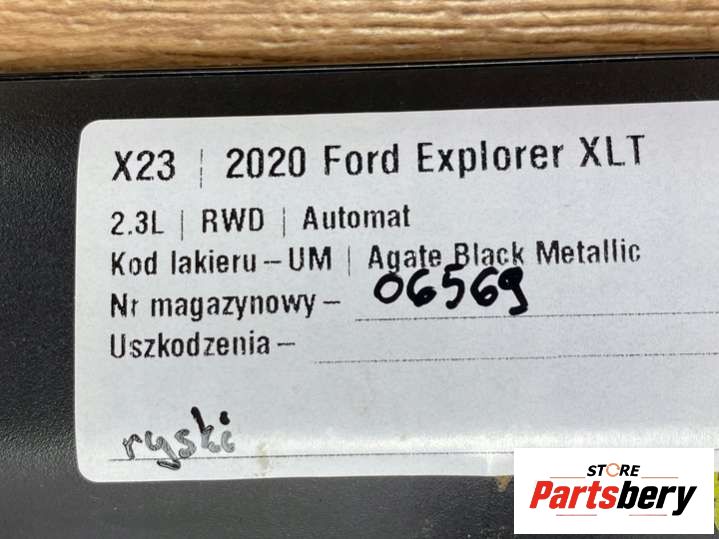 X23 | 2020 Ford Explorer XLT
2.3L | RWD | Automat
Kod lakieru – UM | Agate Black Metallic
Nr magazynowy – 06569
Uszkodzenia –
ryski
STORE
Partsbery